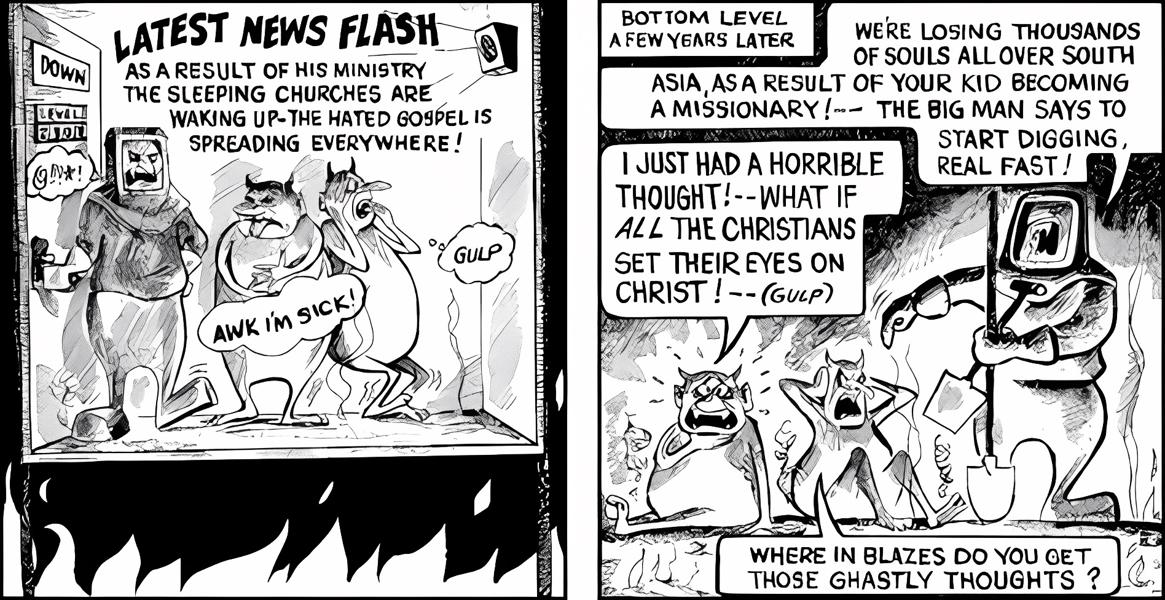 LATEST NEWS FLASH
AS A RESULT OF HIS MINISTRY
THE SLEEPING CHURCHES ARE
WAKING UP-THE HATED GOSPEL IS
SPREADING EVERYWHERE!
DOWN
LEVEL
@!!*!
GULP
AWK I'M SICK!
BOTTOM LEVEL
A FEW YEARS LATER
WE'RE LOSING THOUSANDS
OF SOULS ALL OVER SOUTH
ASIA, AS A RESULT OF YOUR KID BECOMING
A MISSIONARY!-- THE BIG MAN SAYS TO
START DIGGING,
REAL FAST!
I JUST HAD A HORRIBLE
THOUGHT!--WHAT IF
ALL THE CHRISTIANS
SET THEIR EYES ON
CHRIST!--(GULP)
WHERE IN BLAZES DO YOU GET
THOSE GHASTLY THOUGHTS?